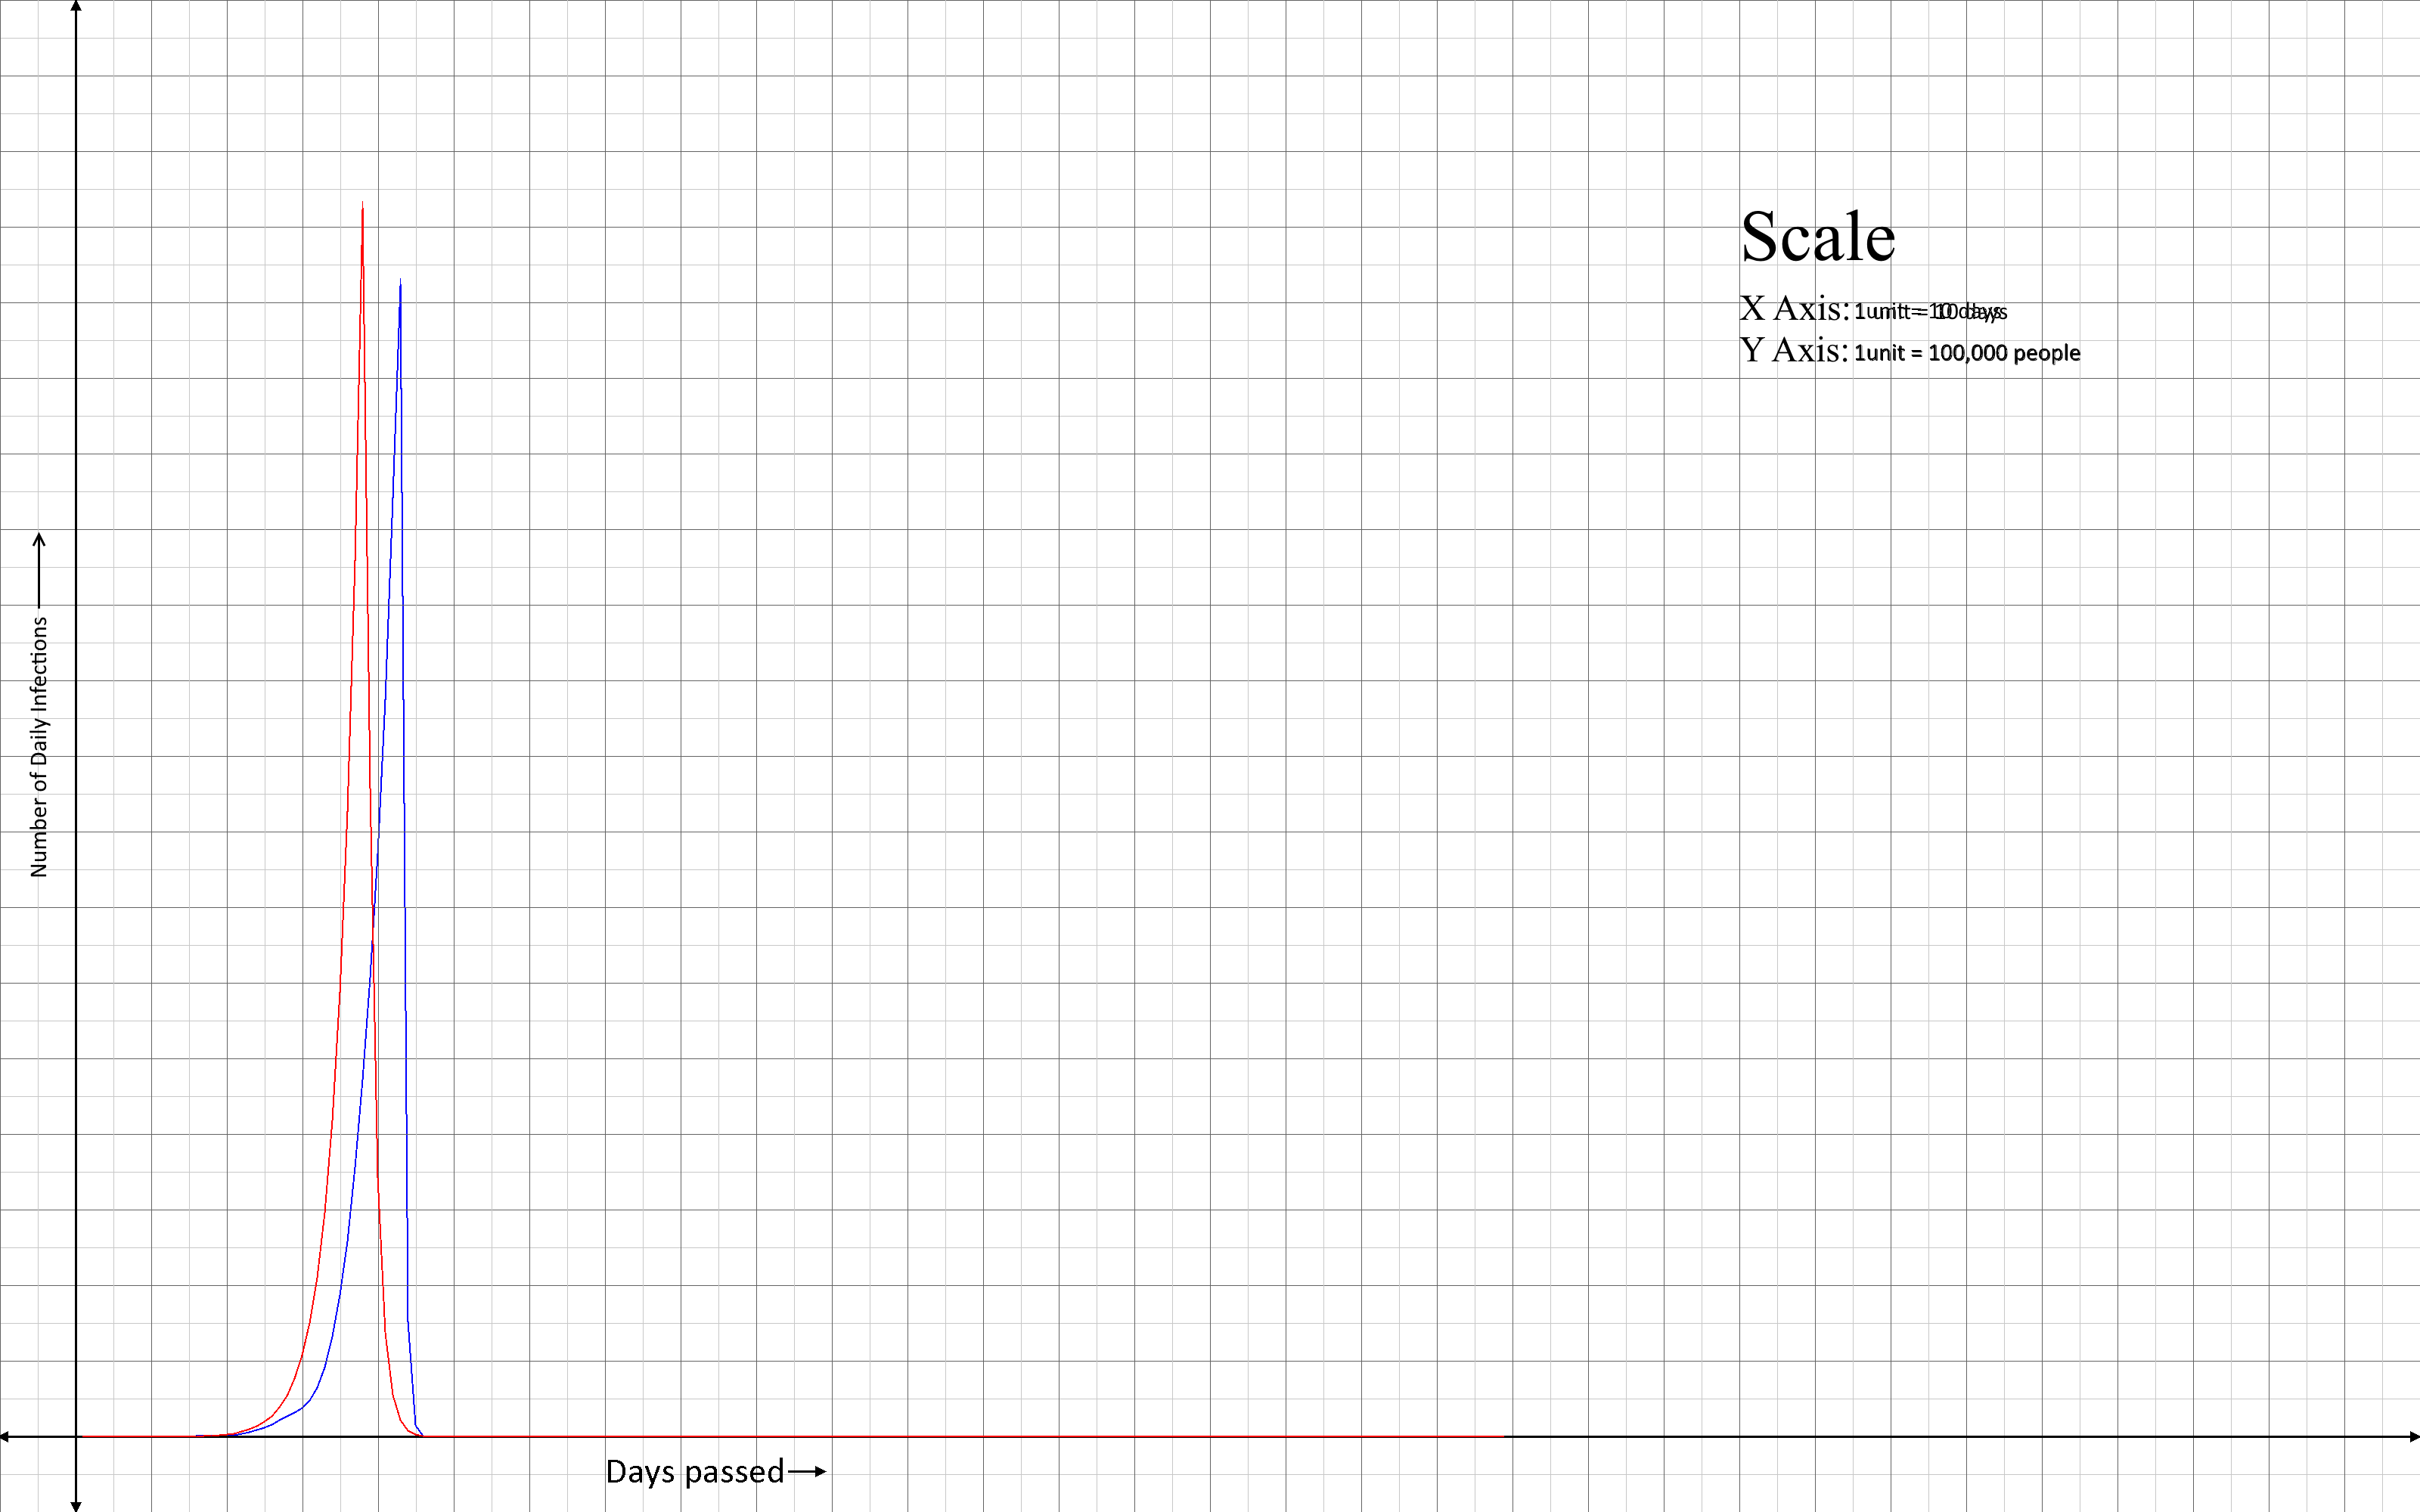 Scale
X Axis: 1unit = 10 days
Y Axis: 1unit = 100,000 people
Number of Daily Infections
Days passed